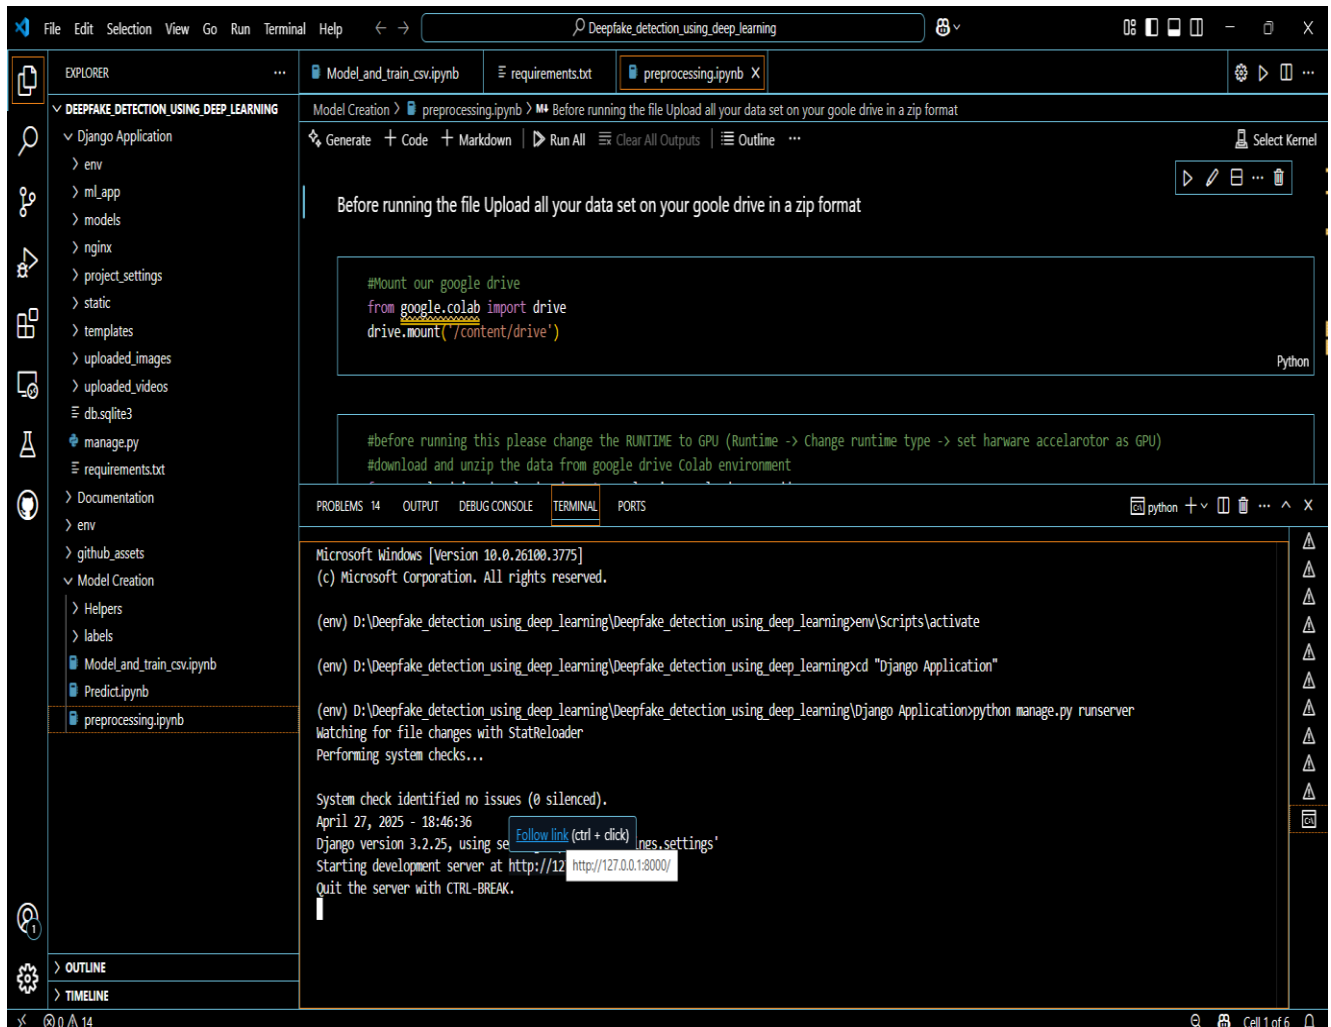 File Edit Selection View Go Run Terminal Help
Deepfake_detection_using_deep_learning
EXPLORER
DEEPFAKE_DETECTION_USING_DEEP_LEARNING
Django Application
env
ml_app
models
nginx
project_settings
static
templates
uploaded_images
uploaded_videos
db.sqlite3
manage.py
requirements.txt
Documentation
env
github_assets
Model Creation
Helpers
labels
Model_and_train_csv.ipynb
Predict.ipynb
preprocessing.ipynb
OUTLINE
TIMELINE
Model_and_train_csv.ipynb requirements.txt preprocessing.ipynb
Model Creation > preprocessing.ipynb > M Before running the file Upload all your data set on your goole drive in a zip format
Generate + Code + Markdown Run All Clear All Outputs Outline ... Select Kernel
Before running the file Upload all your data set on your goole drive in a zip format
#Mount our google drive
from google.colab import drive
drive.mount('/content/drive')
Python
#before running this please change the RUNTIME to GPU (Runtime -> Change runtime type -> set harware accelarotor as GPU)
#download and unzip the data from google drive Colab environment
PROBLEMS 14 OUTPUT DEBUG CONSOLE TERMINAL PORTS python
Microsoft Windows [Version 10.0.26100.3775]
(c) Microsoft Corporation. All rights reserved.
(env) D:\Deepfake_detection_using_deep_learning\Deepfake_detection_using_deep_learning>env\Scripts\activate
(env) D:\Deepfake_detection_using_deep_learning\Deepfake_detection_using_deep_learning>cd "Django Application"
(env) D:\Deepfake_detection_using_deep_learning\Deepfake_detection_using_deep_learning\Django Application>python manage.py runserver
Watching for file changes with StatReloader
Performing system checks...
System check identified no issues (0 silenced).
April 27, 2025 - 18:46:36
Follow link (ctrl + click)
Django version 3.2.25, using se ngs.settings'
Starting development server at http://12
http://127.0.0.1:8000/
Quit the server with CTRL-BREAK.
1
0 14
Cell 1 of 6